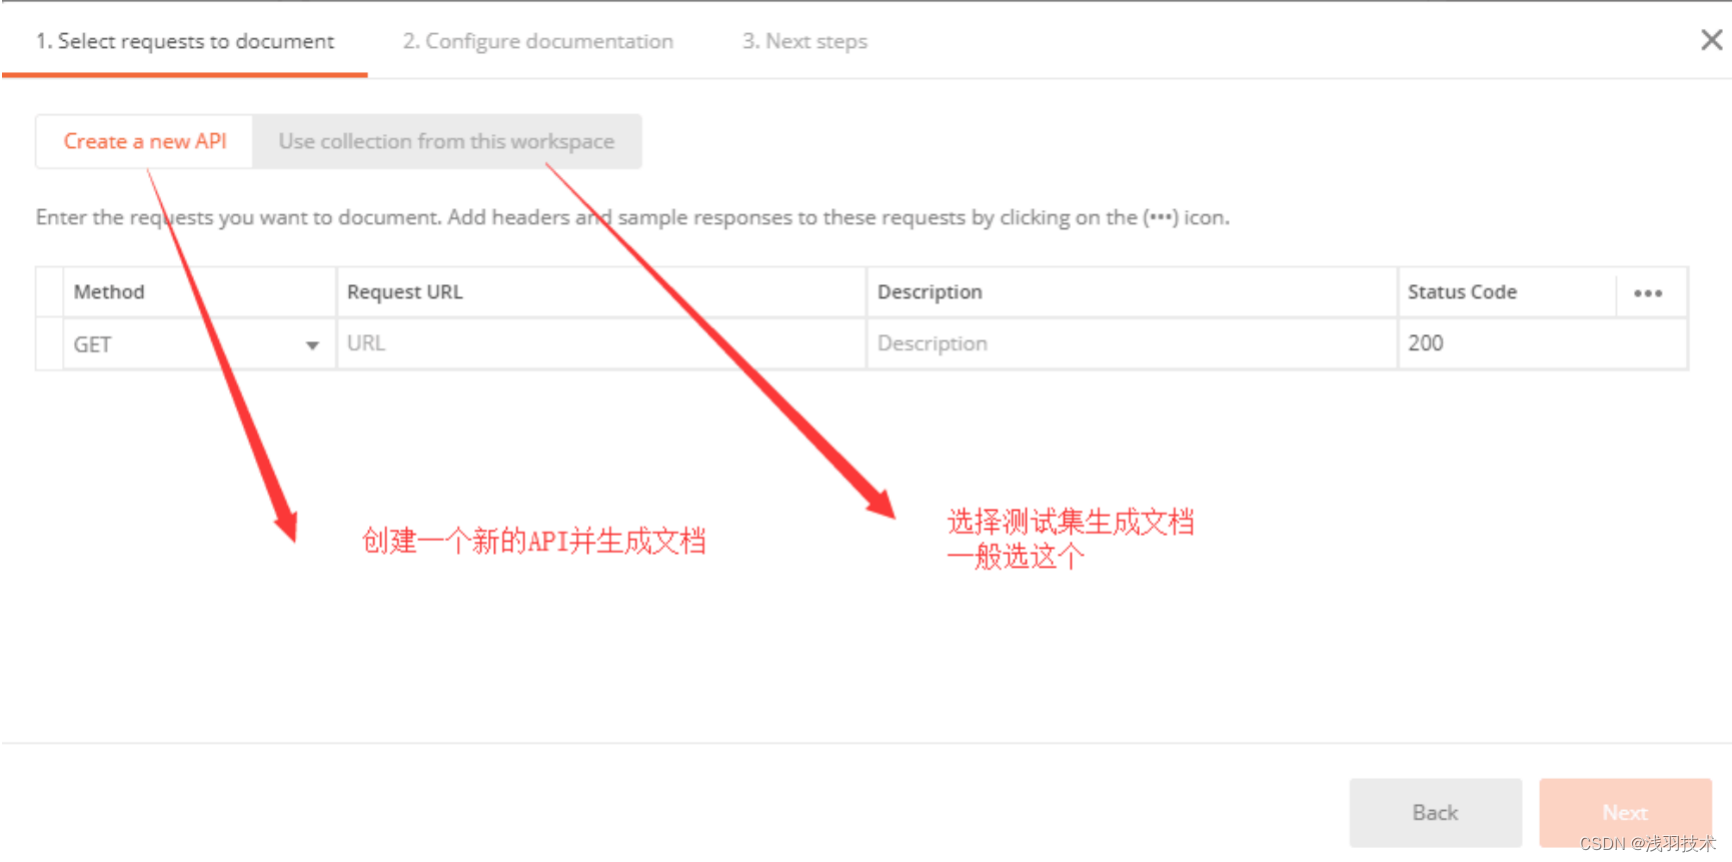 1. Select requests to document
2. Configure documentation
3. Next steps
Create a new API
Use collection from this workspace
Enter the requests you want to document. Add headers and sample responses to these requests by clicking on the (•••) icon.
Method
Request URL
Description
Status Code
•••
GET
URL
Description
200
创建一个新的API并生成文档
选择测试集生成文档
一般选这个
Back
Next
CSDN @浅羽技术